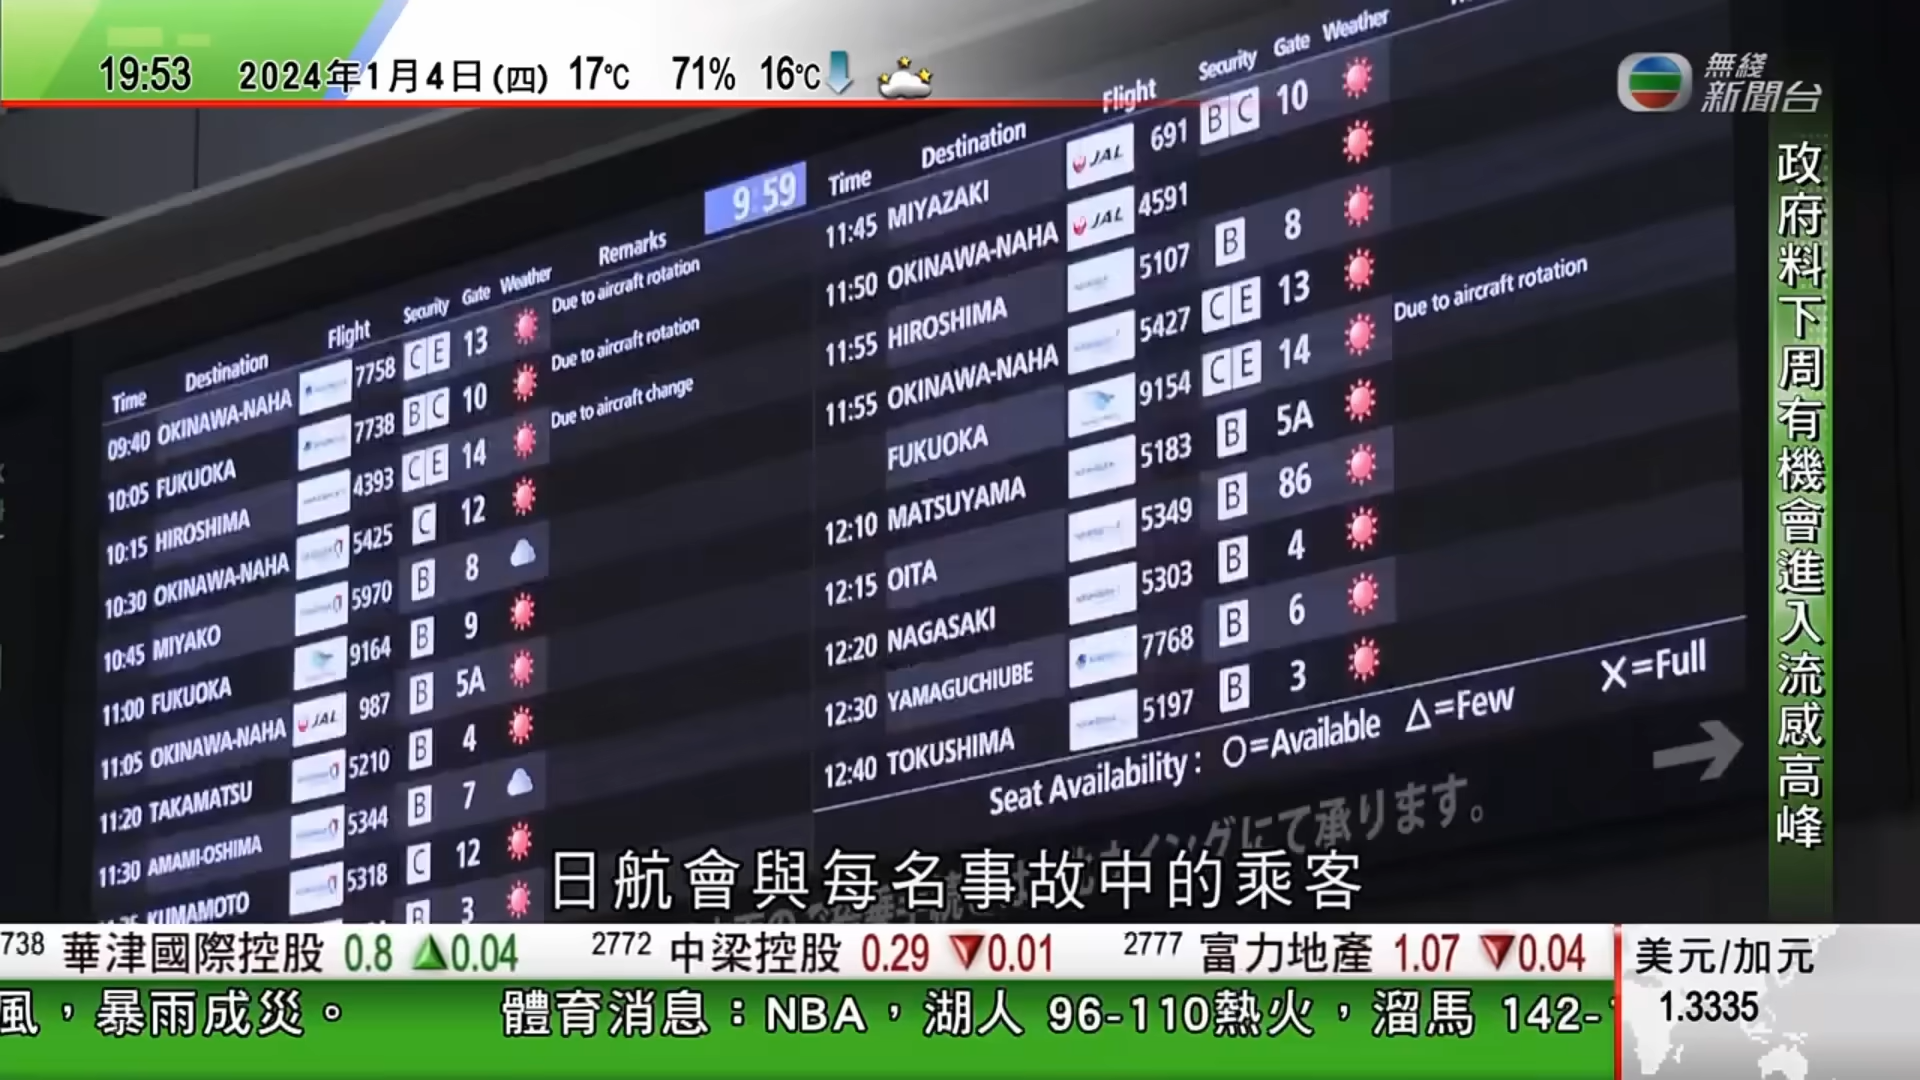 19:53 2024年1月4日(四) 17℃ 71% 16℃
無綫
新聞台
政府料下周有機會進入流感高峰
9:59
Time Destination Flight Security Gate Weather Remarks
09:40 OKINAWA-NAHA 7758 C E 13 Due to aircraft rotation
10:05 FUKUOKA 7738 B C 10 Due to aircraft rotation
10:15 HIROSHIMA 4393 C E 14 Due to aircraft change
10:30 OKINAWA-NAHA 5425 C 12
10:45 MIYAKO 5970 B 8
11:00 FUKUOKA 9164 B 9
11:05 OKINAWA-NAHA JAL 987 B 5A
11:20 TAKAMATSU 5210 B 4
11:30 AMAMI-OSHIMA 5344 B 7
KUMAMOTO 5318 C 12
B 3
Time Destination Flight Security Gate Weather
11:45 MIYAZAKI JAL 691 B C 10
11:50 OKINAWA-NAHA JAL 4591
11:55 HIROSHIMA 5107 B 8
11:55 OKINAWA-NAHA 5427 C E 13 Due to aircraft rotation
FUKUOKA 9154 C E 14
12:10 MATSUYAMA 5183 B 5A
12:15 OITA 5349 B 86
12:20 NAGASAKI 5303 B 4
12:30 YAMAGUCHIUBE 7768 B 6
12:40 TOKUSHIMA 5197 B 3
Seat Availability : ○=Available △=Few ×=Full
にて承ります。
日航會與每名事故中的乘客
738 華津國際控股 0.8 ▲0.04 2772 中梁控股 0.29 ▼0.01 2777 富力地產 1.07 ▼0.04
風，暴雨成災。 體育消息：NBA，湖人 96-110熱火，溜馬 142-
美元/加元
1.3335